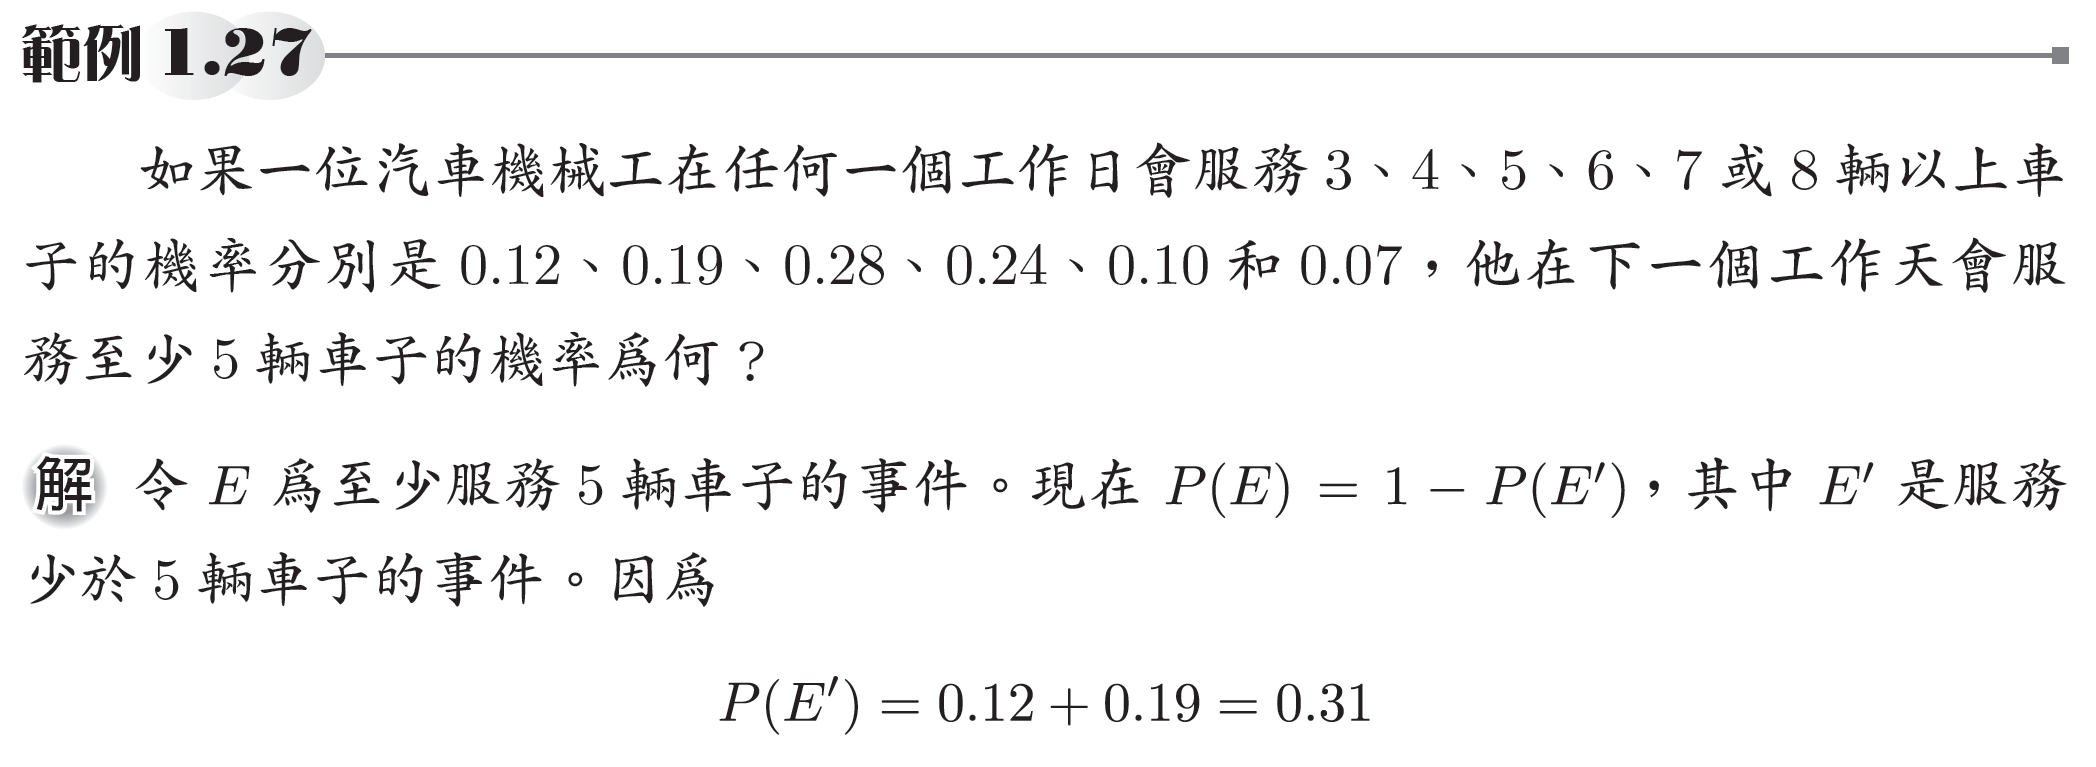 範例 1.27
如果一位汽車機械工在任何一個工作日會服務 3、4、5、6、7 或 8 輛以上車
子的機率分別是 0.12、0.19、0.28、0.24、0.10 和 0.07，他在下一個工作天會服
務至少 5 輛車子的機率爲何？
解 令 E 爲至少服務 5 輛車子的事件。現在 P(E) = 1 − P(E′)，其中 E′ 是服務
少於 5 輛車子的事件。因爲
P(E′) = 0.12 + 0.19 = 0.31